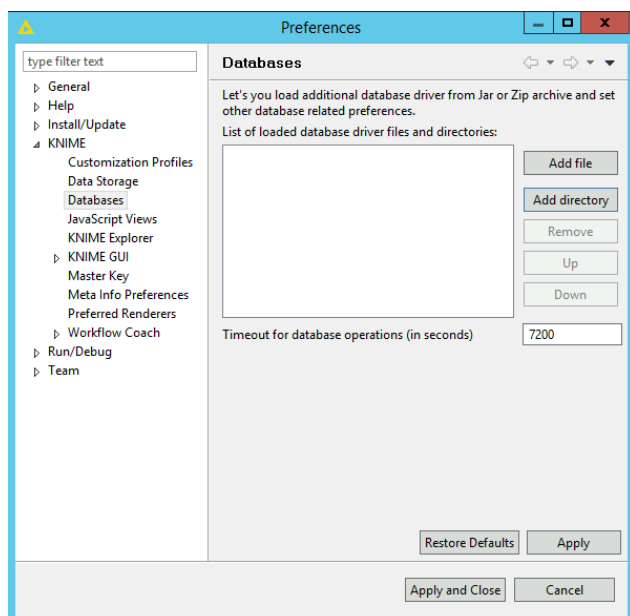 Preferences
type filter text
General
Help
Install/Update
KNIME
Customization Profiles
Data Storage
Databases
JavaScript Views
KNIME Explorer
KNIME GUI
Master Key
Meta Info Preferences
Preferred Renderers
Workflow Coach
Run/Debug
Team
Databases
Let's you load additional database driver from Jar or Zip archive and set
other database related preferences.
List of loaded database driver files and directories:
Add file
Add directory
Remove
Up
Down
Timeout for database operations (in seconds)
7200
Restore Defaults
Apply
Apply and Close
Cancel